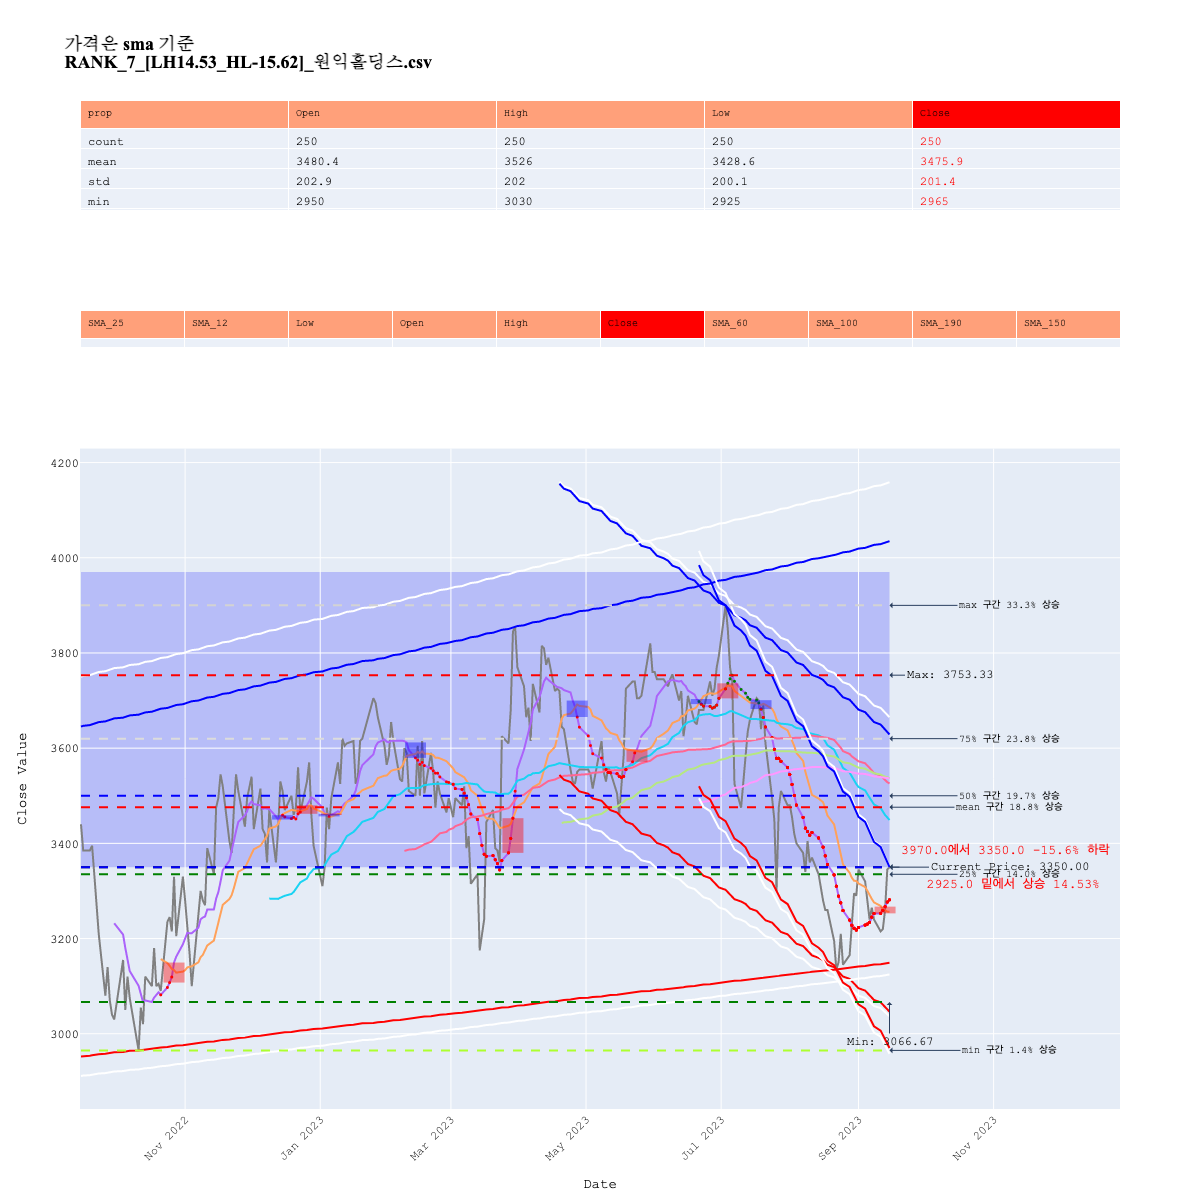 가격은 sma 기준
RANK_7_[LH14.53_HL-15.62]_원익홀딩스.csv
prop Open High Low Close
count 250 250 250 250
mean 3480.4 3526 3428.6 3475.9
std 202.9 202 200.1 201.4
min 2950 3030 2925 2965
SMA_25 SMA_12 Low Open High Close SMA_60 SMA_100 SMA_190 SMA_150
4200
4000
max 구간 33.3% 상승
3800
Max: 3753.33
75% 구간 23.8% 상승
3600
50% 구간 19.7% 상승
mean 구간 18.8% 상승
3400
3970.0에서 3350.0 -15.6% 하락
Current Price: 3350.00
25% 구간 14.0% 상승
2925.0 밑에서 상승 14.53%
3200
3000
Min: 3066.67
min 구간 1.4% 상승
Close Value
Nov 2022
Jan 2023
Mar 2023
May 2023
Jul 2023
Sep 2023
Nov 2023
Date